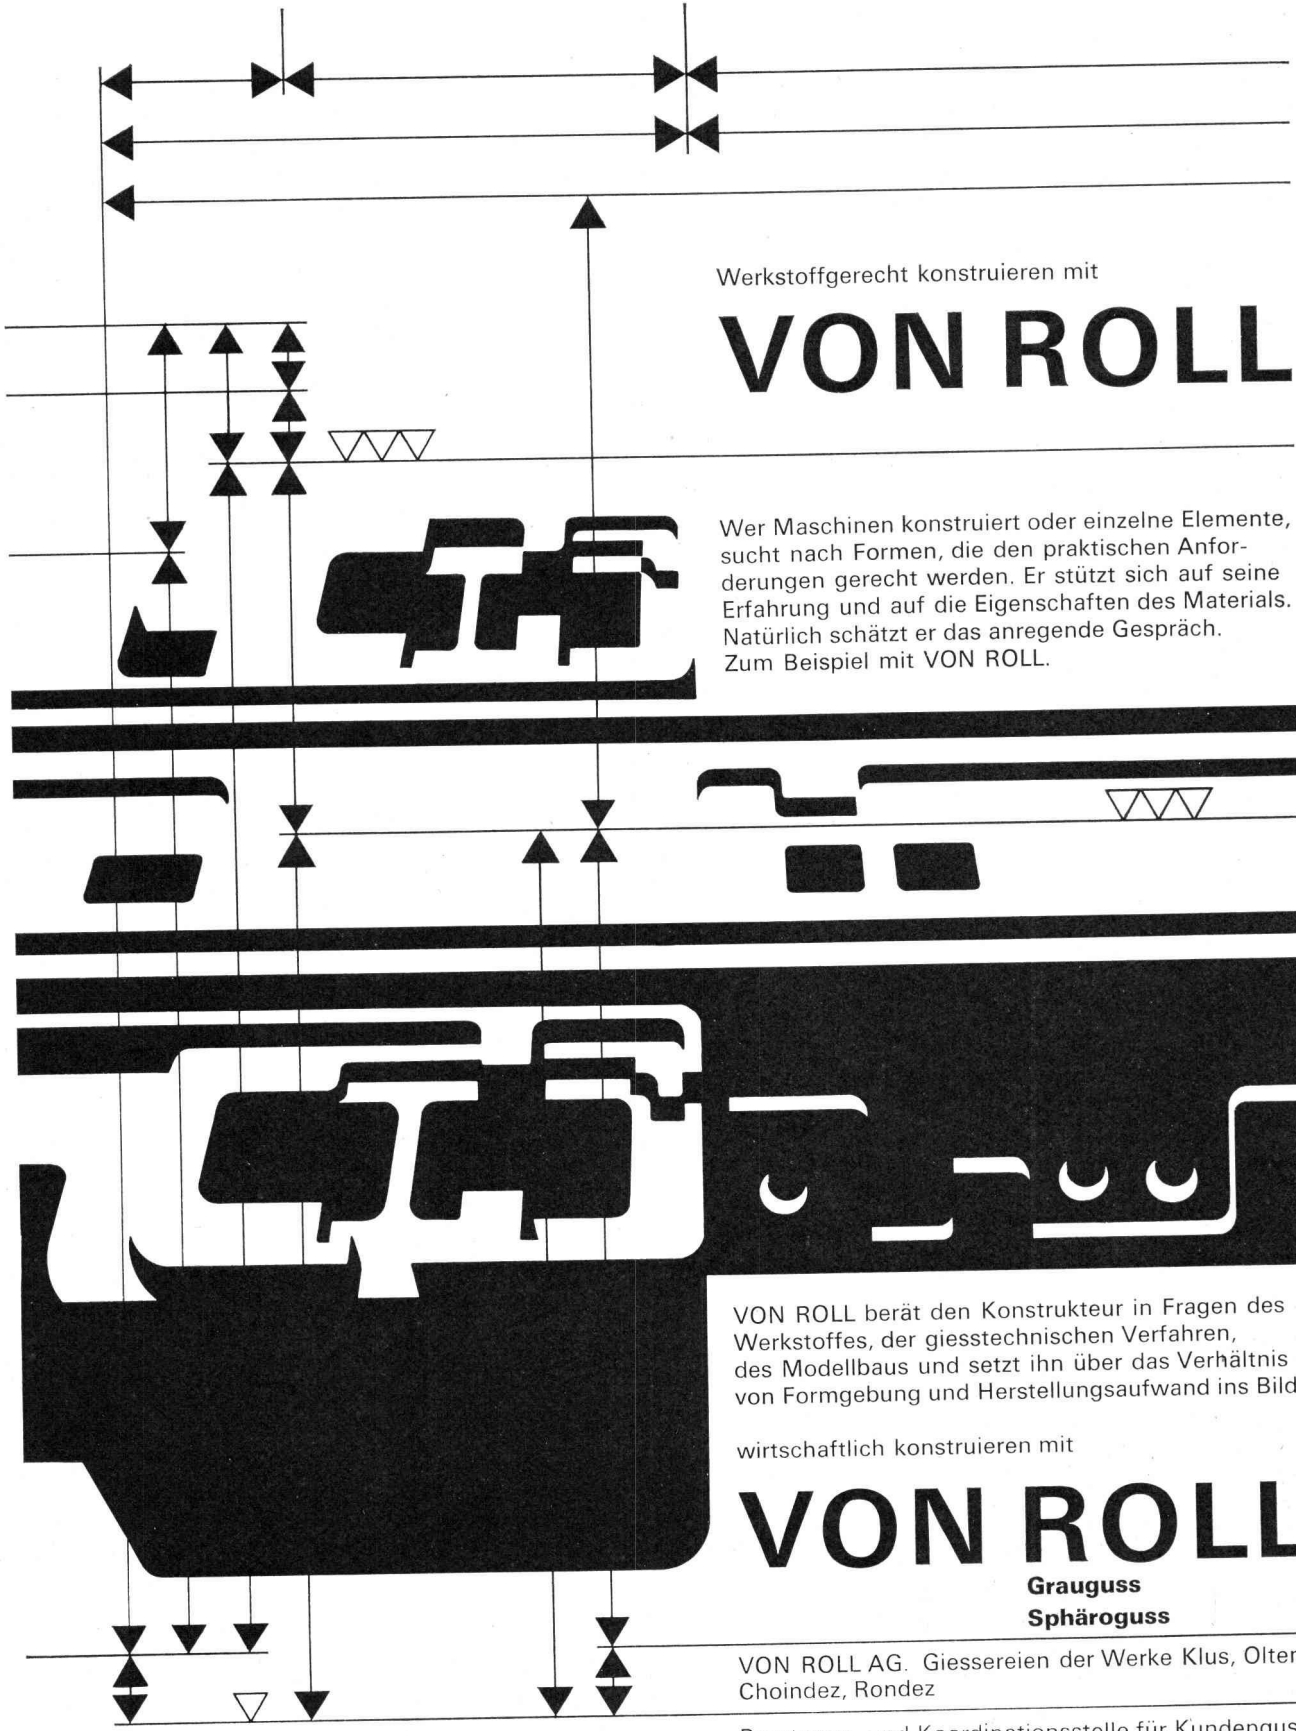 Werkstoffgerecht konstruieren mit
VON ROLL
Wer Maschinen konstruiert oder einzelne Elemente,
sucht nach Formen, die den praktischen Anfor-
derungen gerecht werden. Er stützt sich auf seine
Erfahrung und auf die Eigenschaften des Materials.
Natürlich schätzt er das anregende Gespräch.
Zum Beispiel mit VON ROLL.
VON ROLL berät den Konstrukteur in Fragen des
Werkstoffes, der giesstechnischen Verfahren,
des Modellbaus und setzt ihn über das Verhältnis
von Formgebung und Herstellungsaufwand ins Bild
wirtschaftlich konstruieren mit
VON ROLL
Grauguss
Sphäroguss
VON ROLL AG. Giessereien der Werke Klus, Olten
Choindez, Rondez